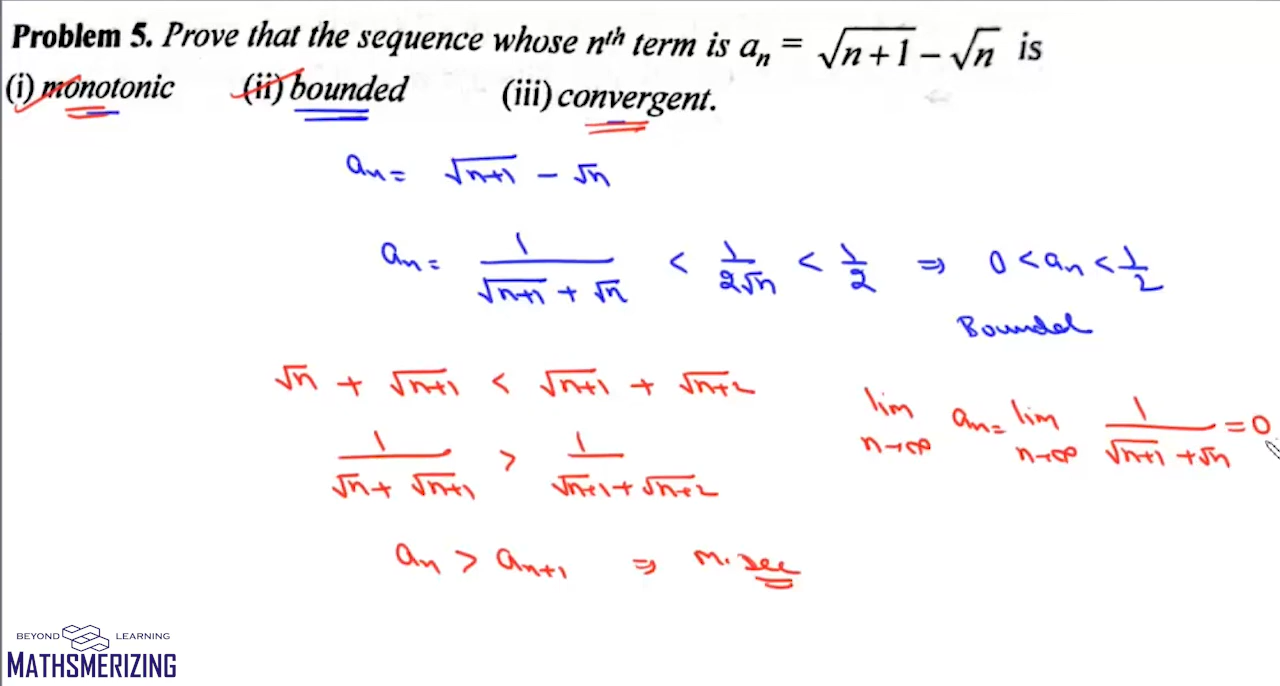 Problem 5. Prove that the sequence whose nth term is aₙ = √(n+1) − √n is
(i) monotonic (ii) bounded (iii) convergent.
aₙ = √(n+1) − √n
aₙ = 1/(√(n+1) + √n) < 1/(2√n) < 1/2 ⇒ 0 < aₙ < 1/2
Bounded
√n + √(n+1) < √(n+1) + √(n+2)
1/(√n + √(n+1)) > 1/(√(n+1) + √(n+2))
lim n→∞ aₙ = lim n→∞ 1/(√(n+1) + √n) = 0
aₙ > aₙ₊₁ ⇒ M. Dec
BEYOND LEARNING
MATHSMERIZING